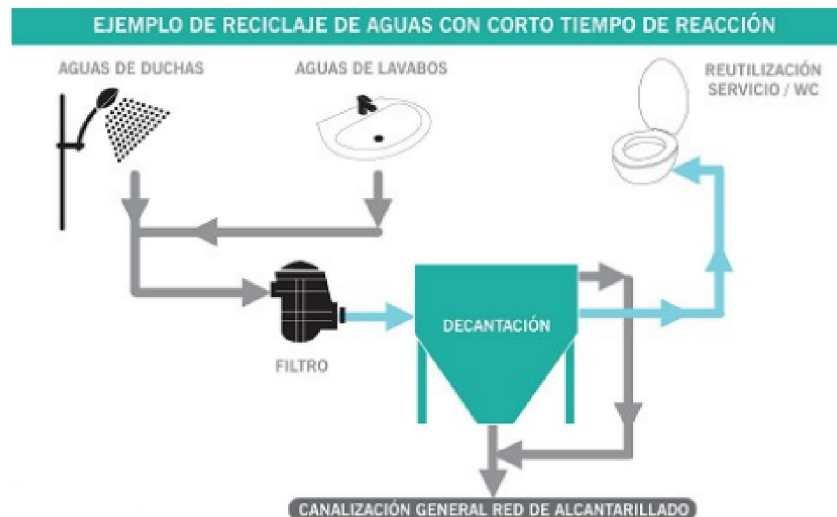 EJEMPLO DE RECICLAJE DE AGUAS CON CORTO TIEMPO DE REACCIÓN
AGUAS DE DUCHAS
AGUAS DE LAVABOS
REUTILIZACIÓN
SERVICIO / WC
FILTRO
DECANTACIÓN
CANALIZACIÓN GENERAL RED DE ALCANTARILLADO